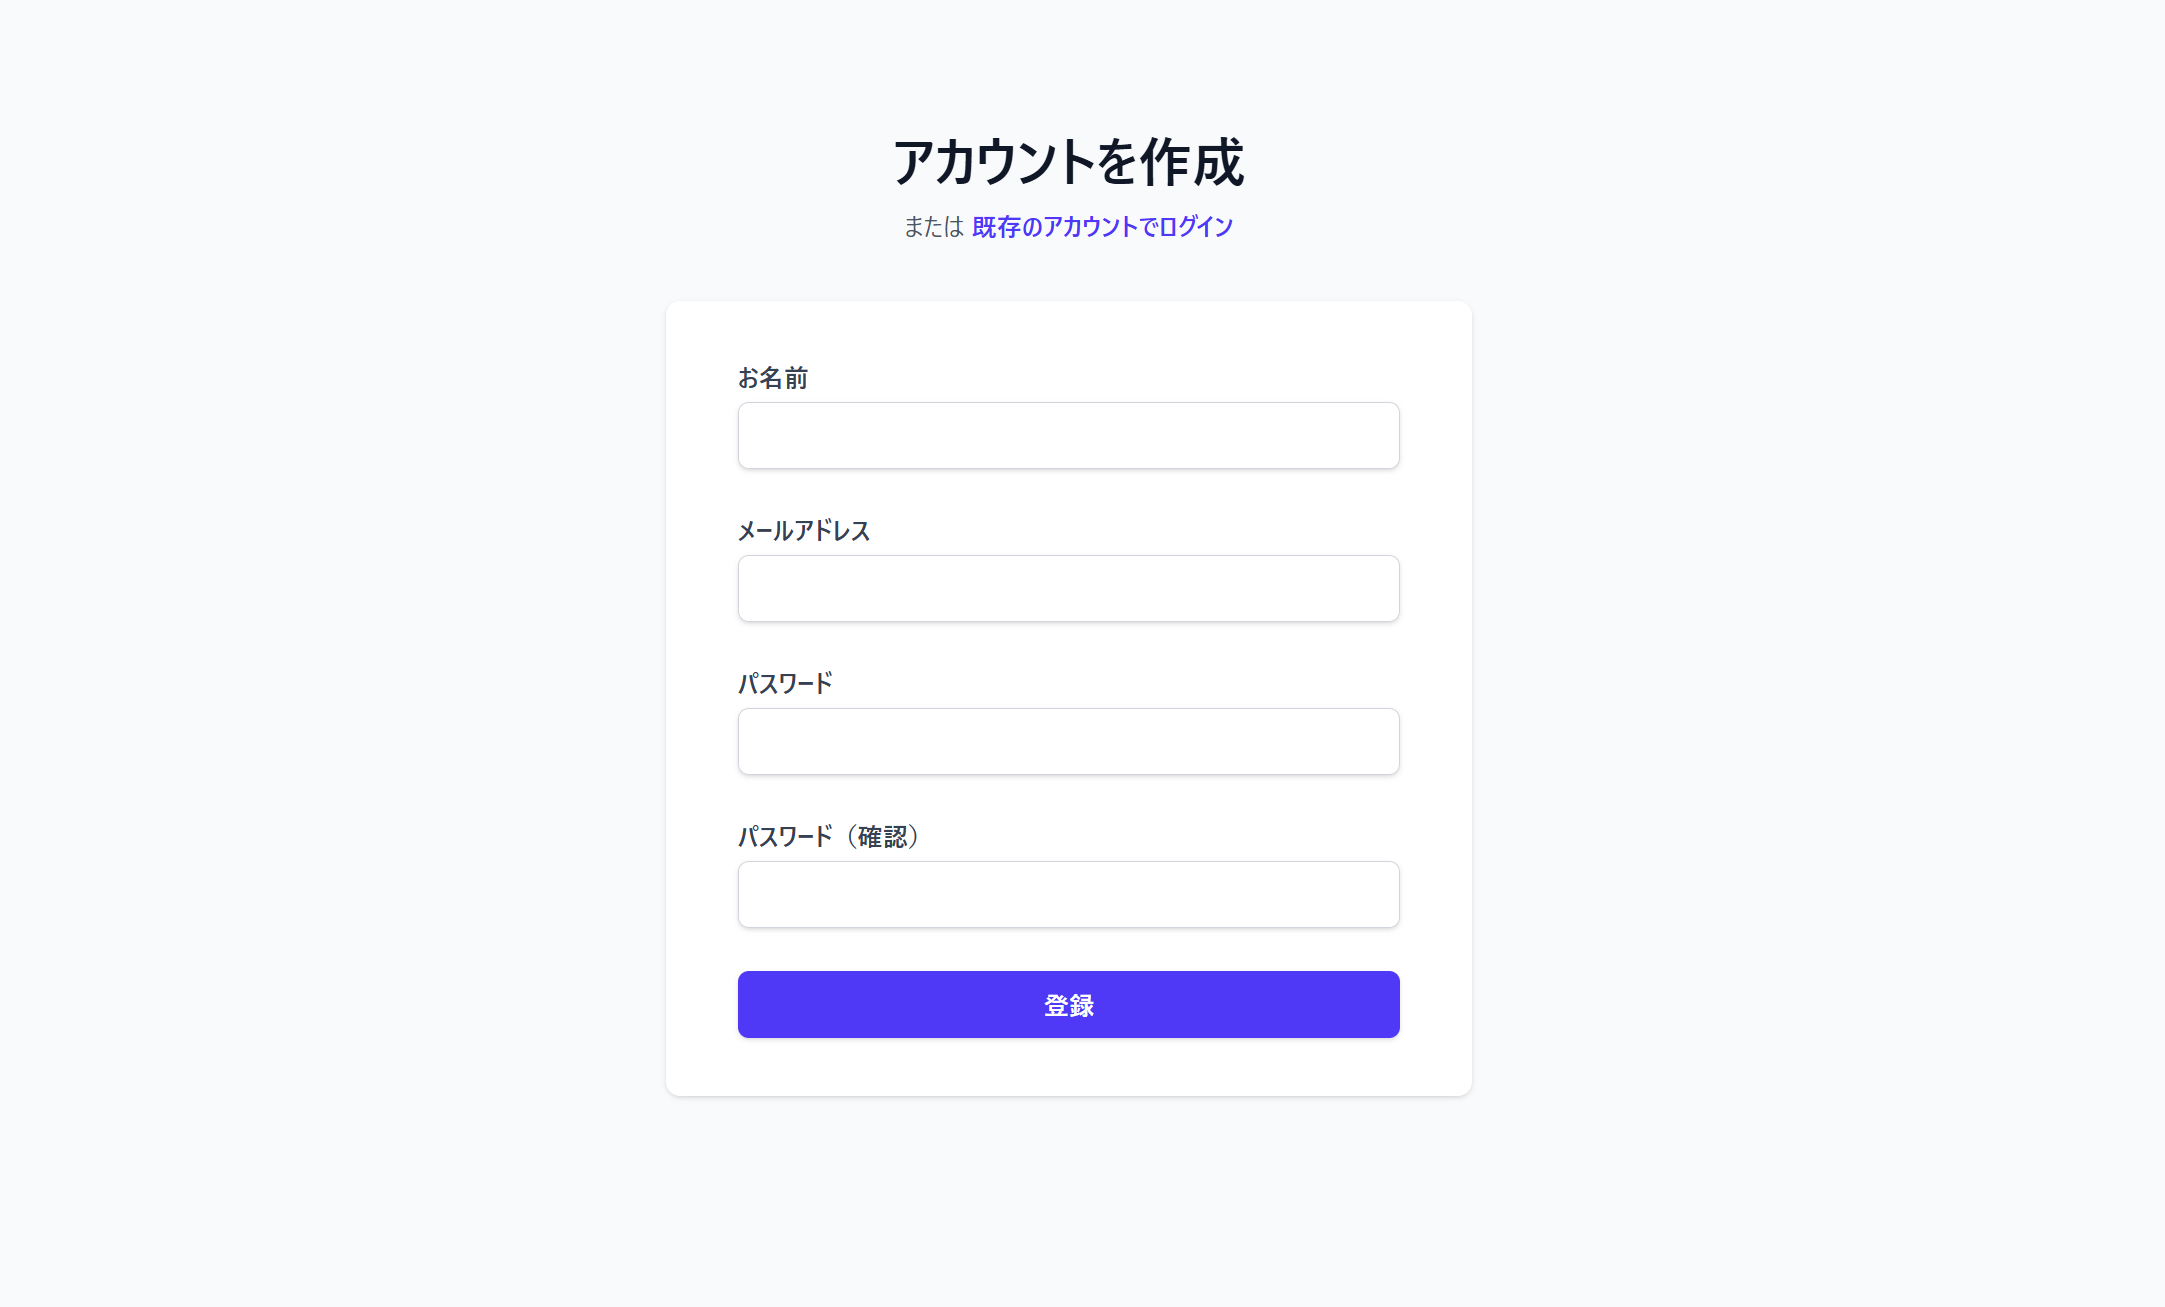 アカウントを作成
または 既存のアカウントでログイン
お名前
メールアドレス
パスワード
パスワード（確認）
登録